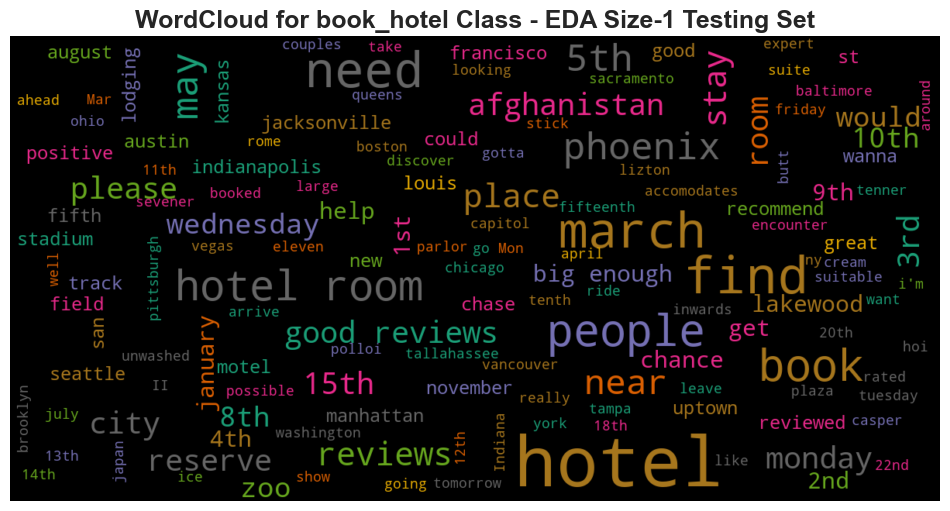 WordCloud for book_hotel Class - EDA Size-1 Testing Set
august
couples
take
francisco
5th
good
expert
st
lodging
may
kansas
need
looking
sacramento
suite
stay
baltimore
around
ahead
Mar
queens
afghanistan
room
friday
would
ohio
rome
jacksonville
stick
10th
positive
austin
boston
could
phoenix
butt
wanna
11th
indianapolis
discover
gotta
please
sevener
booked
large
louis
lizton
accomodates
9th
tenner
place
fifteenth
recommend
fifth
help
capitol
encounter
wednesday
1st
march
3rd
stadium
vegas
eleven
parlor
go
Mon
great
well
pittsburgh
new
chicago
april
ny
cream
track
big enough
find
suitable
i'm
hotel room
ride
field
chase
tenth
inwards
lakewood
want
arrive
san
january
good reviews
people
get
20th
polloi
tallahassee
hoi
unwashed
motel
vancouver
chance
book
seattle
II
possible
15th
november
near
leave
rated
plaza
tuesday
brooklyn
july
city
8th
manhattan
really
tampa
uptown
reviewed
casper
4th
washington
york
18th
13th
japan
reserve
reviews
12th
Indiana
hotel
like
monday
22nd
14th
ice
zoo
show
going
tomorrow
2nd